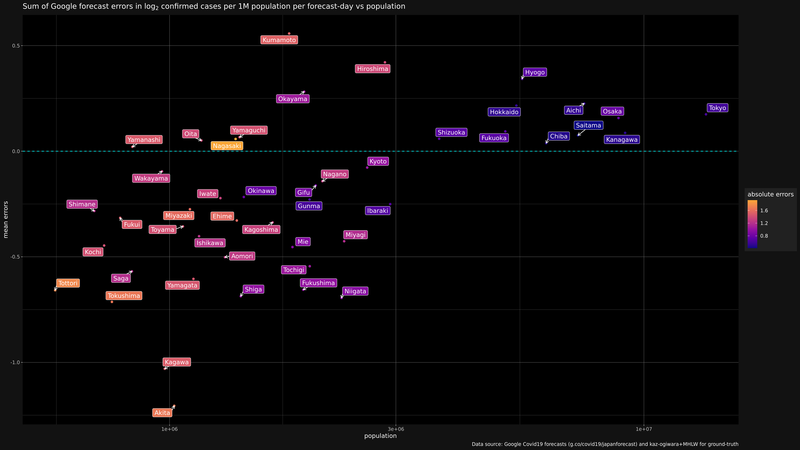 Sum of Google forecast errors in log₂ confirmed cases per 1M population per forecast-day vs population
0.5
0.0
-0.5
-1.0
mean errors
Kumamoto
Hiroshima
Hyogo
Okayama
Tokyo
Hokkaido
Aichi
Osaka
Saitama
Oita
Yamaguchi
Shizuoka
Yamanashi
Fukuoka
Chiba
Kanagawa
Nagasaki
Kyoto
Wakayama
Nagano
Iwate
Okinawa
Gifu
Shimane
Gunma
Ibaraki
Miyazaki
Ehime
Fukui
Toyama
Kagoshima
Ishikawa
Mie
Miyagi
Kochi
Aomori
Tochigi
Saga
Tottori
Yamagata
Fukushima
Shiga
Niigata
Tokushima
Kagawa
Akita
absolute errors
1.6
1.2
0.8
1e+06
3e+06
1e+07
population
Data source: Google Covid19 forecasts (g.co/covid19/japanforecast) and kaz-ogiwara+MHLW for ground-truth